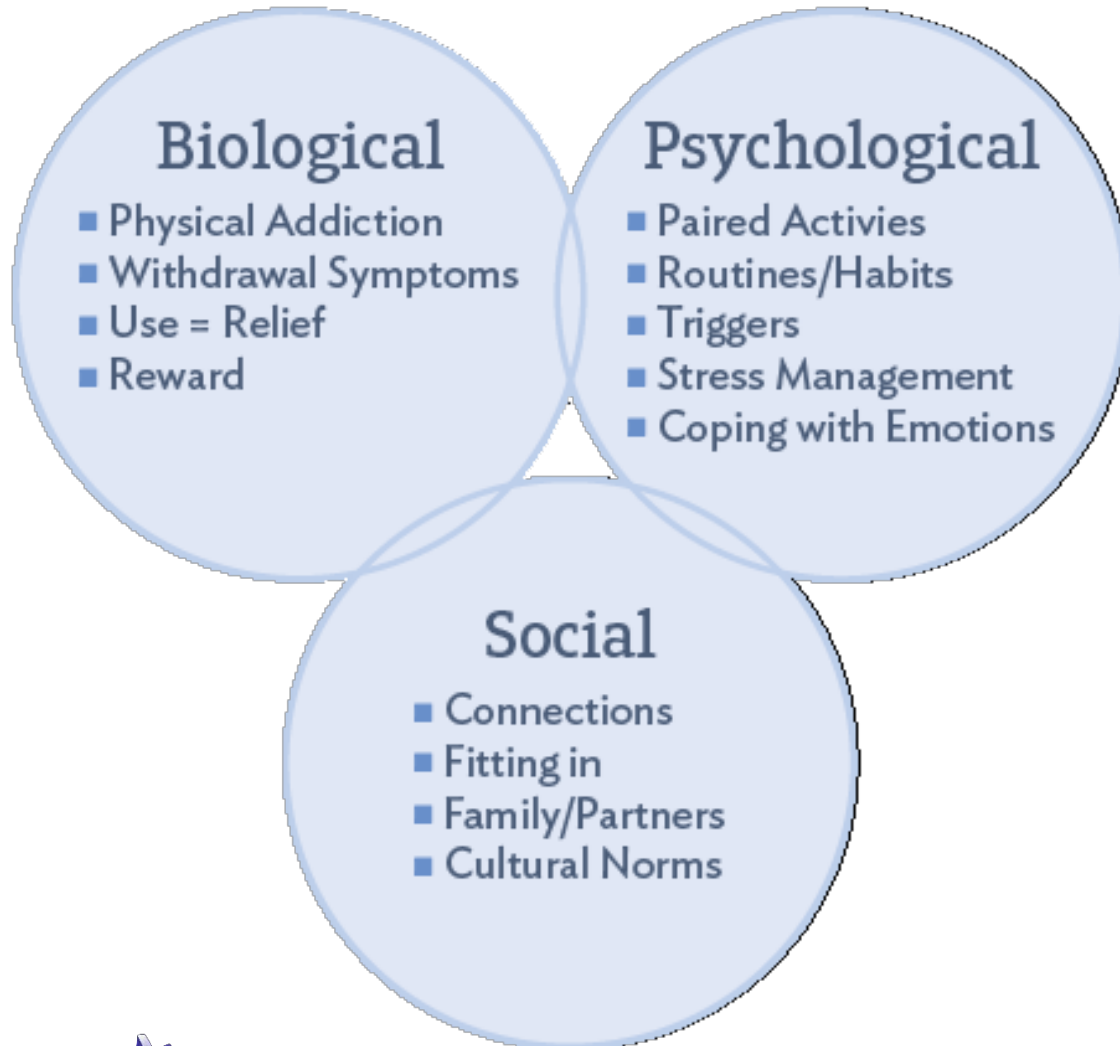 Biological
■ Physical Addiction
■ Withdrawal Symptoms
■ Use = Relief
■ Reward
Psychological
■ Paired Activies
■ Routines/Habits
■ Triggers
■ Stress Management
■ Coping with Emotions
Social
■ Connections
■ Fitting in
■ Family/Partners
■ Cultural Norms